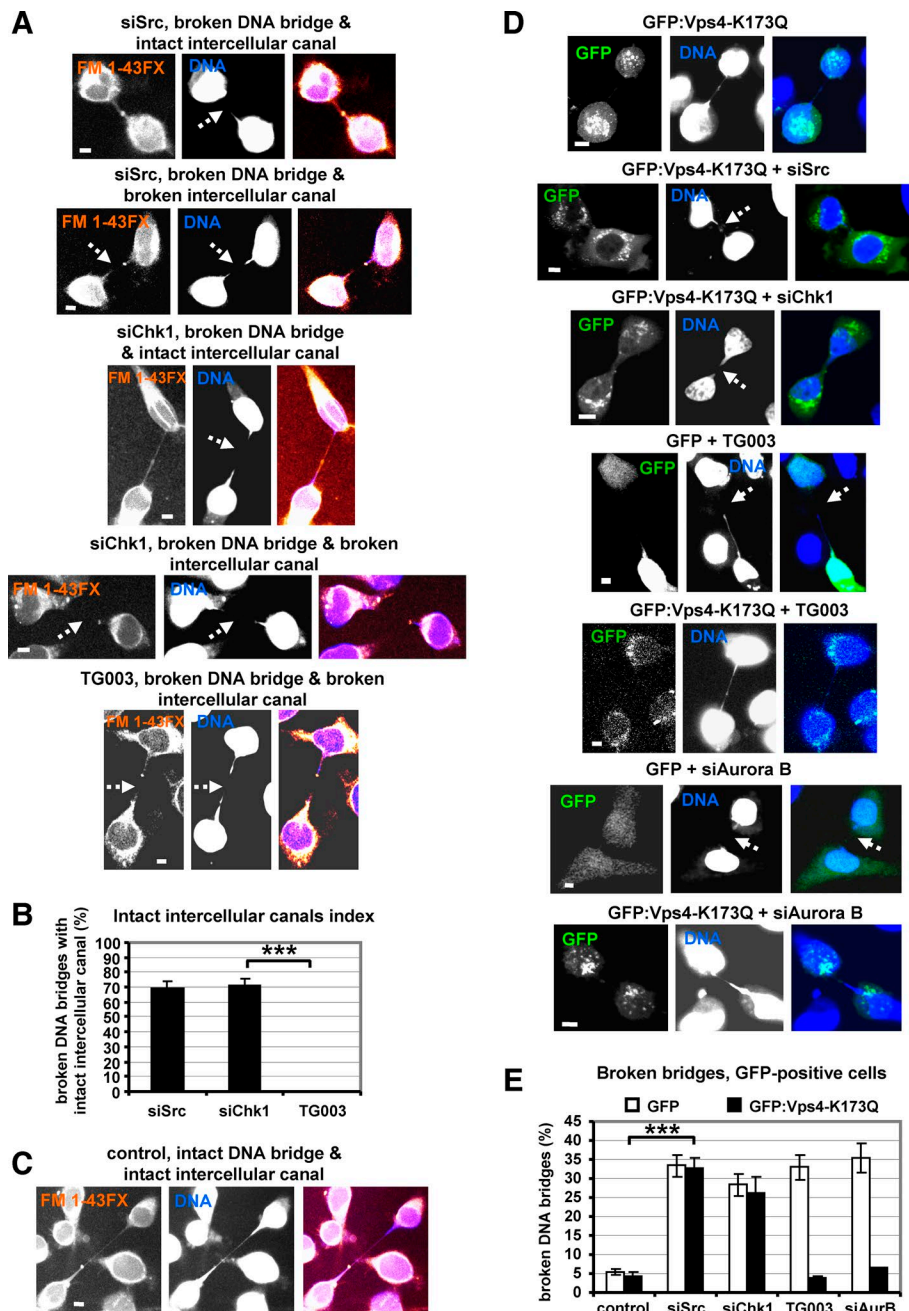 A
siSrc, broken DNA bridge &
intact intercellular canal
FM 1-43FX
DNA
siSrc, broken DNA bridge &
broken intercellular canal
FM 1-43FX
DNA
siChk1, broken DNA bridge
& intact intercellular canal
FM 1-43FX
DNA
siChk1, broken DNA bridge & broken
intercellular canal
FM 1-43FX
DNA
TG003, broken DNA bridge & broken
intercellular canal
FM 1-43FX
DNA
B
Intact intercellular canals index
broken DNA bridges with
intact intercellular canal (%)
100
90
80
70
60
50
40
30
20
10
0
***
siSrc
siChk1
TG003
C
control, intact DNA bridge &
intact intercellular canal
FM 1-43FX
DNA
D
GFP:Vps4-K173Q
GFP
DNA
GFP:Vps4-K173Q + siSrc
GFP
DNA
GFP:Vps4-K173Q + siChk1
GFP
DNA
GFP + TG003
GFP
DNA
GFP:Vps4-K173Q + TG003
GFP
DNA
GFP + siAurora B
GFP
DNA
GFP:Vps4-K173Q + siAurora B
GFP
DNA
E
Broken bridges, GFP-positive cells
GFP
GFP:Vps4-K173Q
broken DNA bridges (%)
45
40
35
30
25
20
15
10
5
0
***
control
siSrc
siChk1
TG003
siAurB